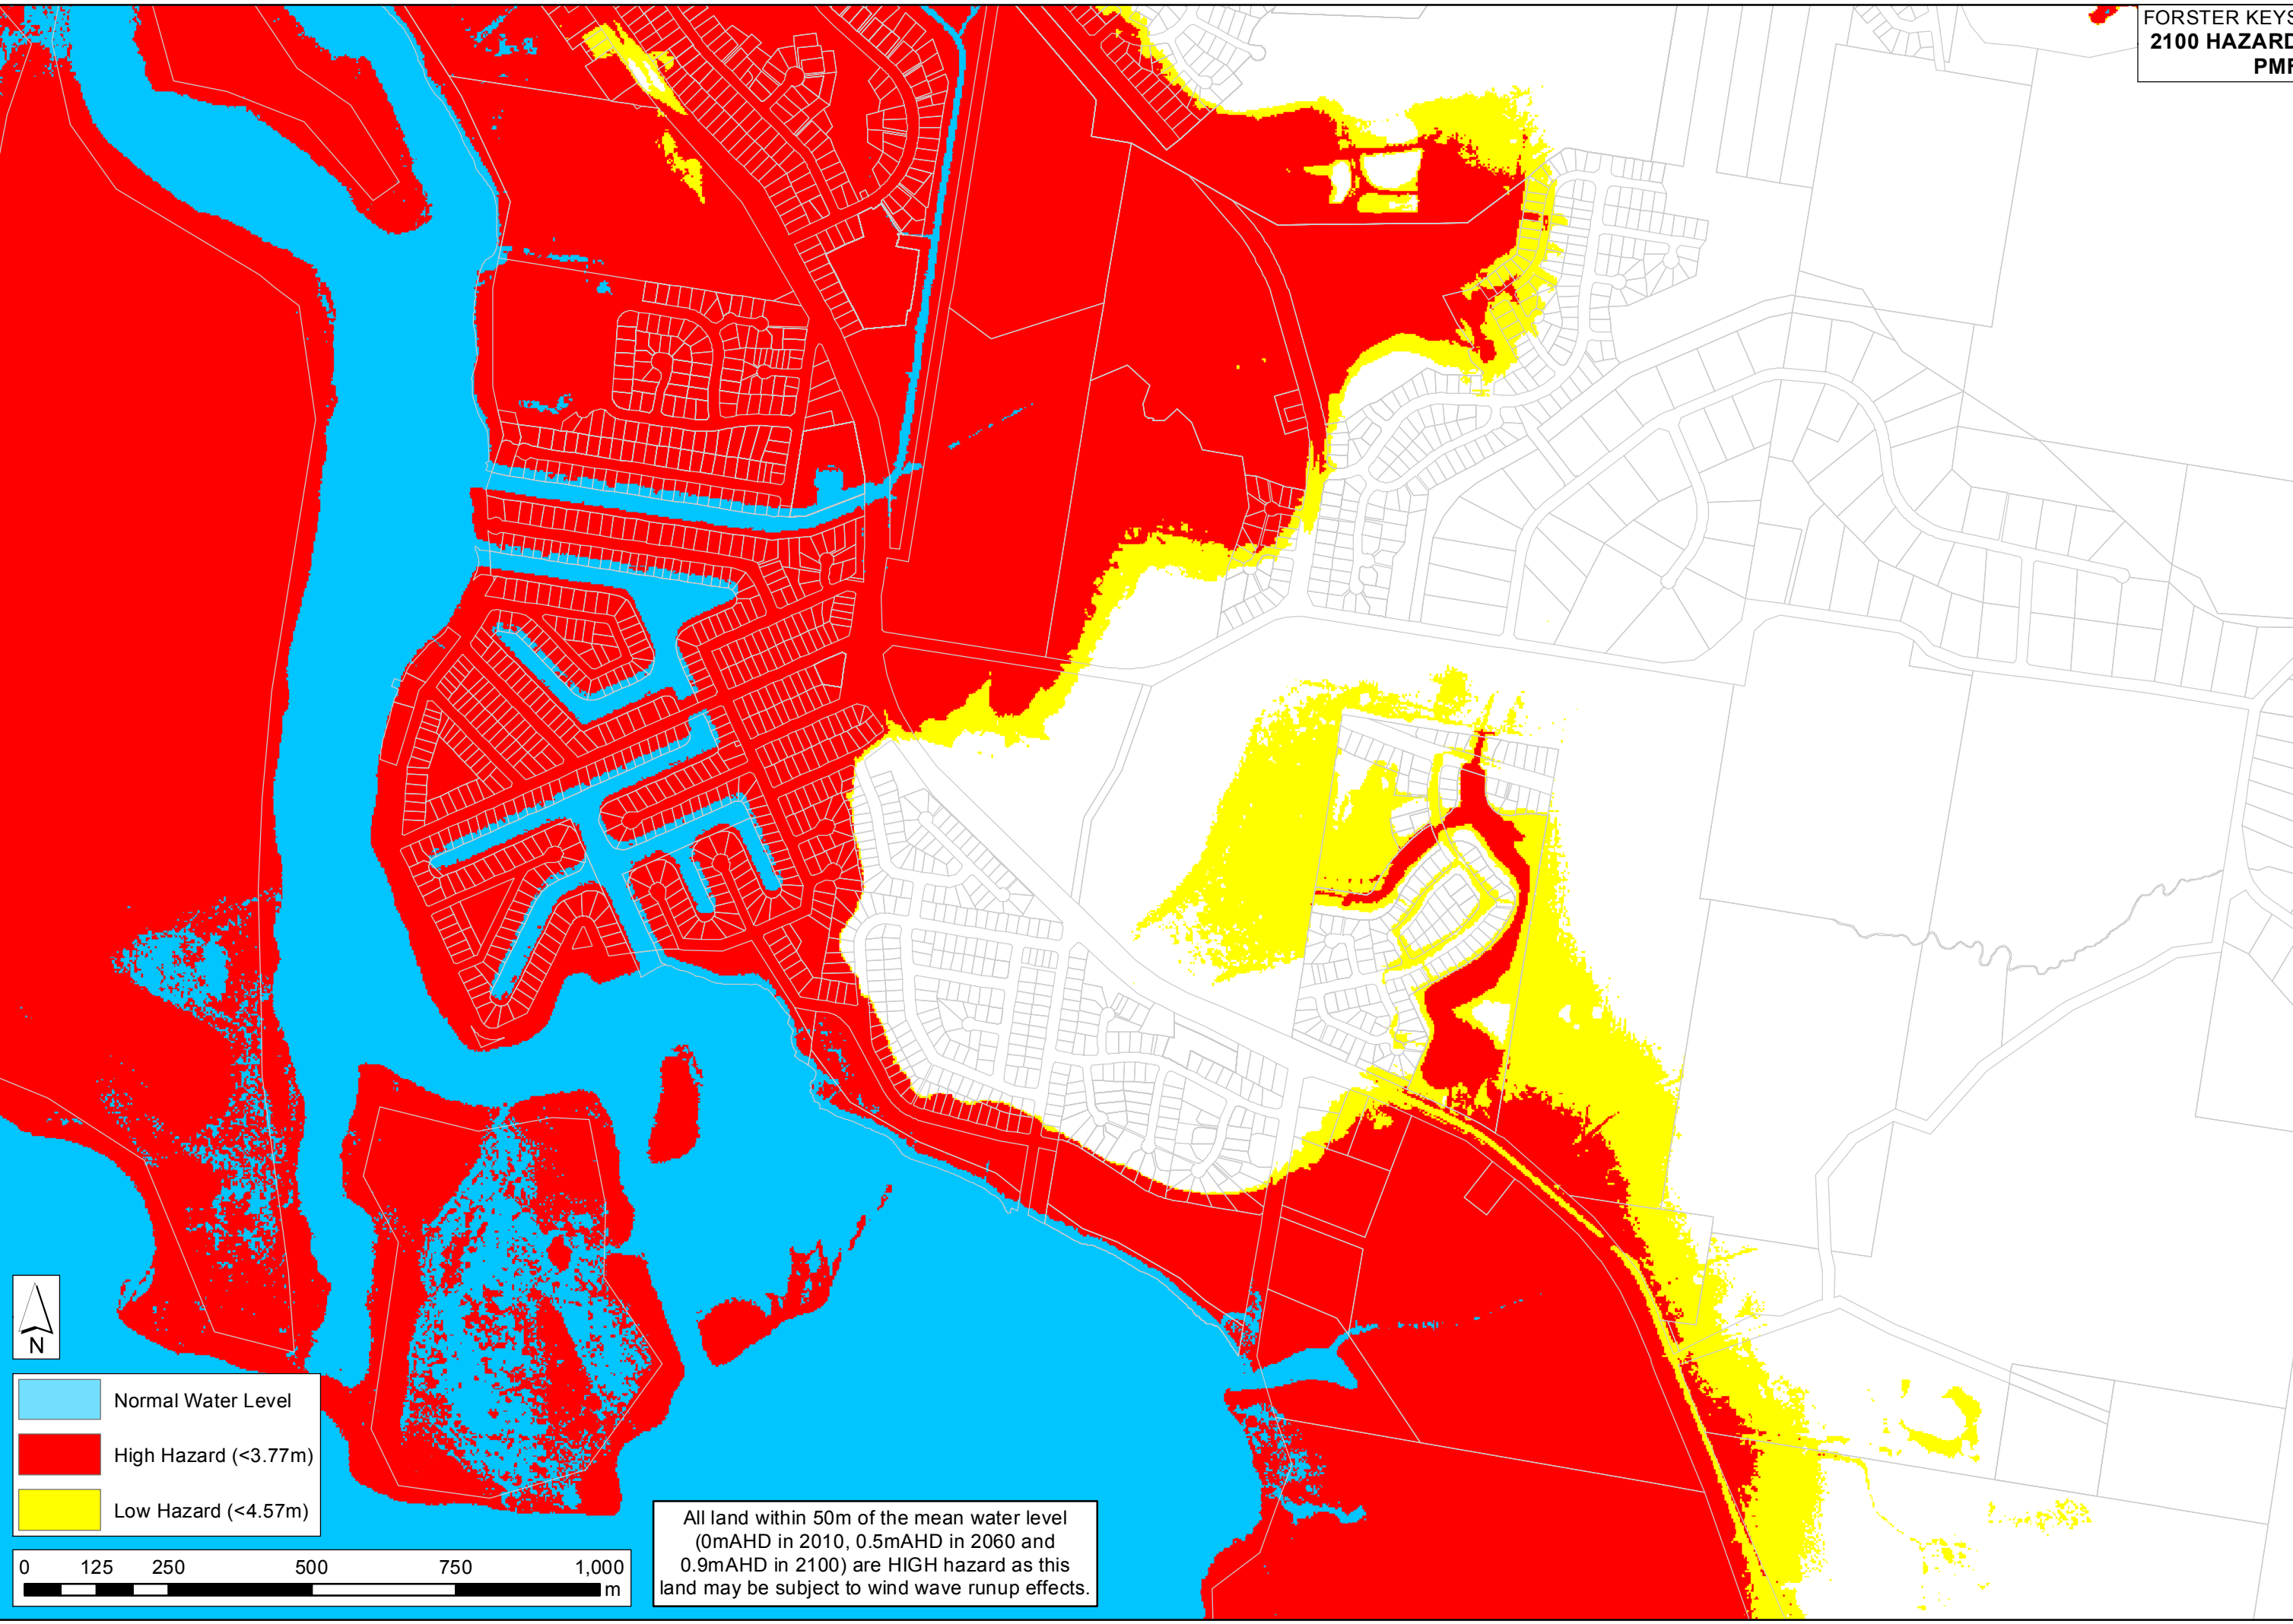 FORSTER KEYS
2100 HAZARD
PMF
N
Normal Water Level
High Hazard (<3.77m)
Low Hazard (<4.57m)
0 125 250 500 750 1,000
m
All land within 50m of the mean water level
(0mAHD in 2010, 0.5mAHD in 2060 and
0.9mAHD in 2100) are HIGH hazard as this
land may be subject to wind wave runup effects.